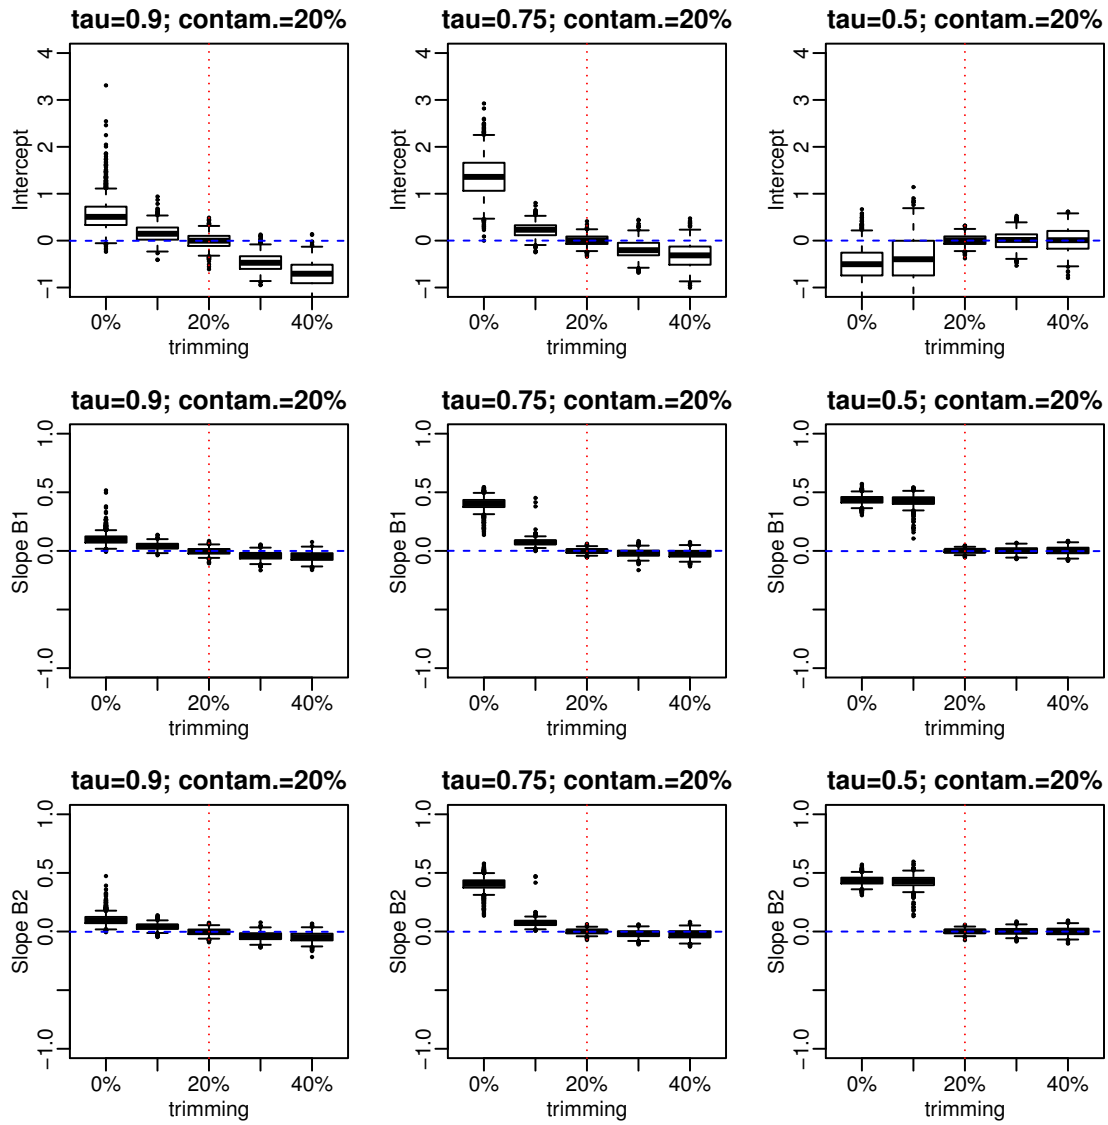 tau=0.9; contam.=20%
4
3
2
1
0
−1
Intercept
0%
20%
40%
trimming
tau=0.75; contam.=20%
4
3
2
1
0
−1
Intercept
0%
20%
40%
trimming
tau=0.5; contam.=20%
4
3
2
1
0
−1
Intercept
0%
20%
40%
trimming
tau=0.9; contam.=20%
1.0
0.5
0.0
−1.0
Slope B1
0%
20%
40%
trimming
tau=0.75; contam.=20%
1.0
0.5
0.0
−1.0
Slope B1
0%
20%
40%
trimming
tau=0.5; contam.=20%
1.0
0.5
0.0
−1.0
Slope B1
0%
20%
40%
trimming
tau=0.9; contam.=20%
1.0
0.5
0.0
−1.0
Slope B2
0%
20%
40%
trimming
tau=0.75; contam.=20%
1.0
0.5
0.0
−1.0
Slope B2
0%
20%
40%
trimming
tau=0.5; contam.=20%
1.0
0.5
0.0
−1.0
Slope B2
0%
20%
40%
trimming